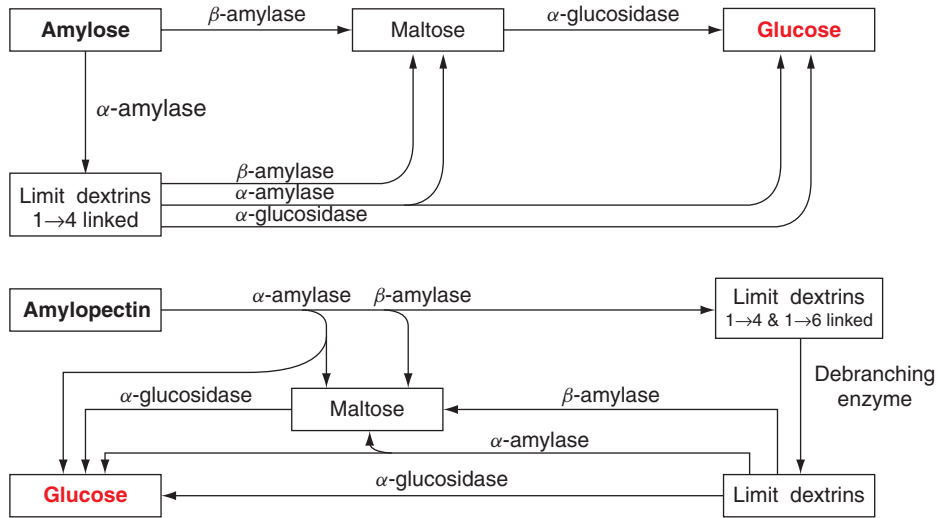 Amylose
β-amylase
Maltose
α-glucosidase
Glucose
α-amylase
Limit dextrins
1→4 linked
β-amylase
α-amylase
α-glucosidase
Amylopectin
α-amylase
β-amylase
Limit dextrins
1→4 & 1→6 linked
Debranching
enzyme
α-glucosidase
Maltose
β-amylase
α-amylase
Glucose
α-glucosidase
Limit dextrins